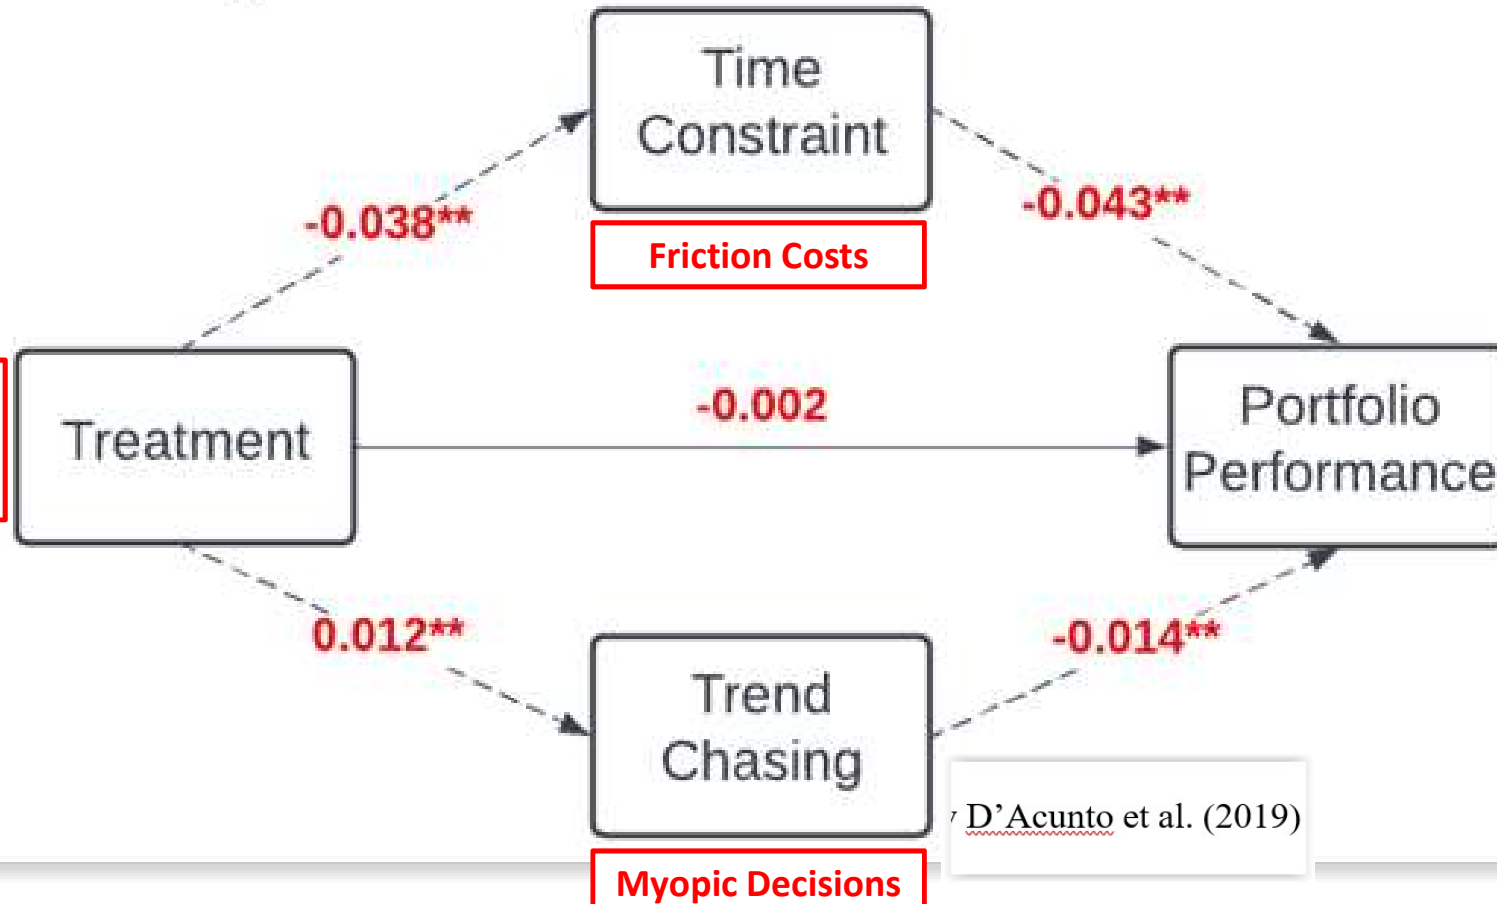 Time
Constraint
-0.038**
-0.043**
Friction Costs
Treatment
-0.002
Portfolio
Performance
0.012**
-0.014**
Trend
Chasing
D’Acunto et al. (2019)
Myopic Decisions